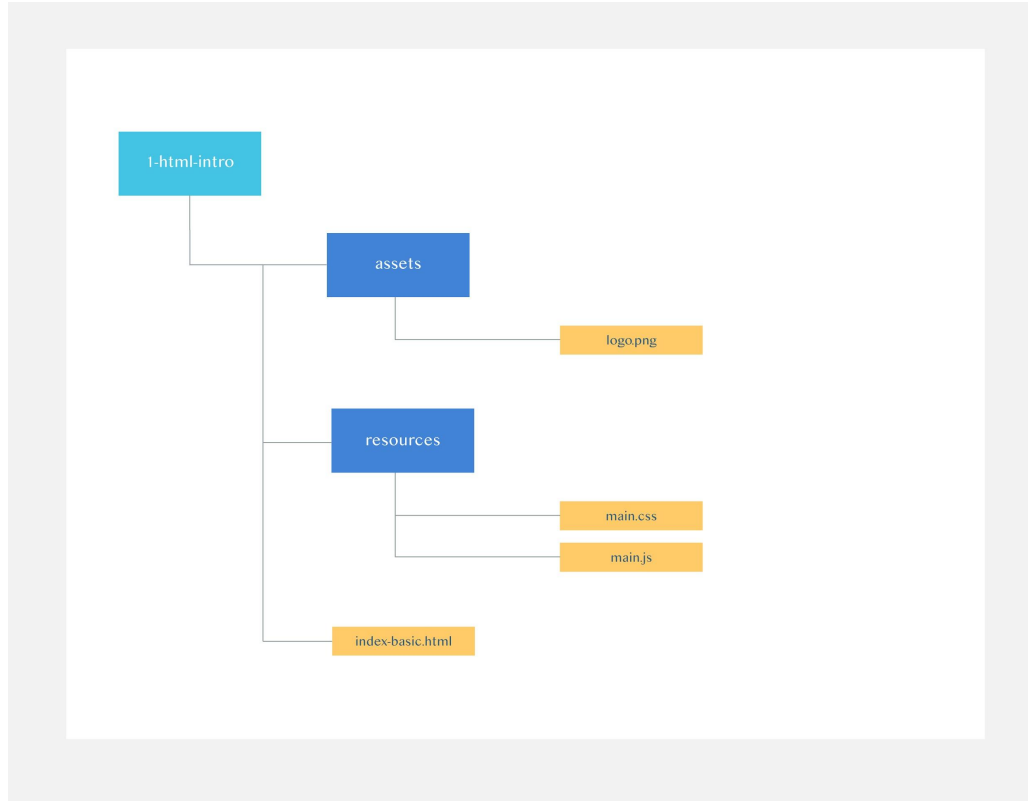 1-html-intro
assets
logo.png
resources
main.css
main.js
index-basic.html